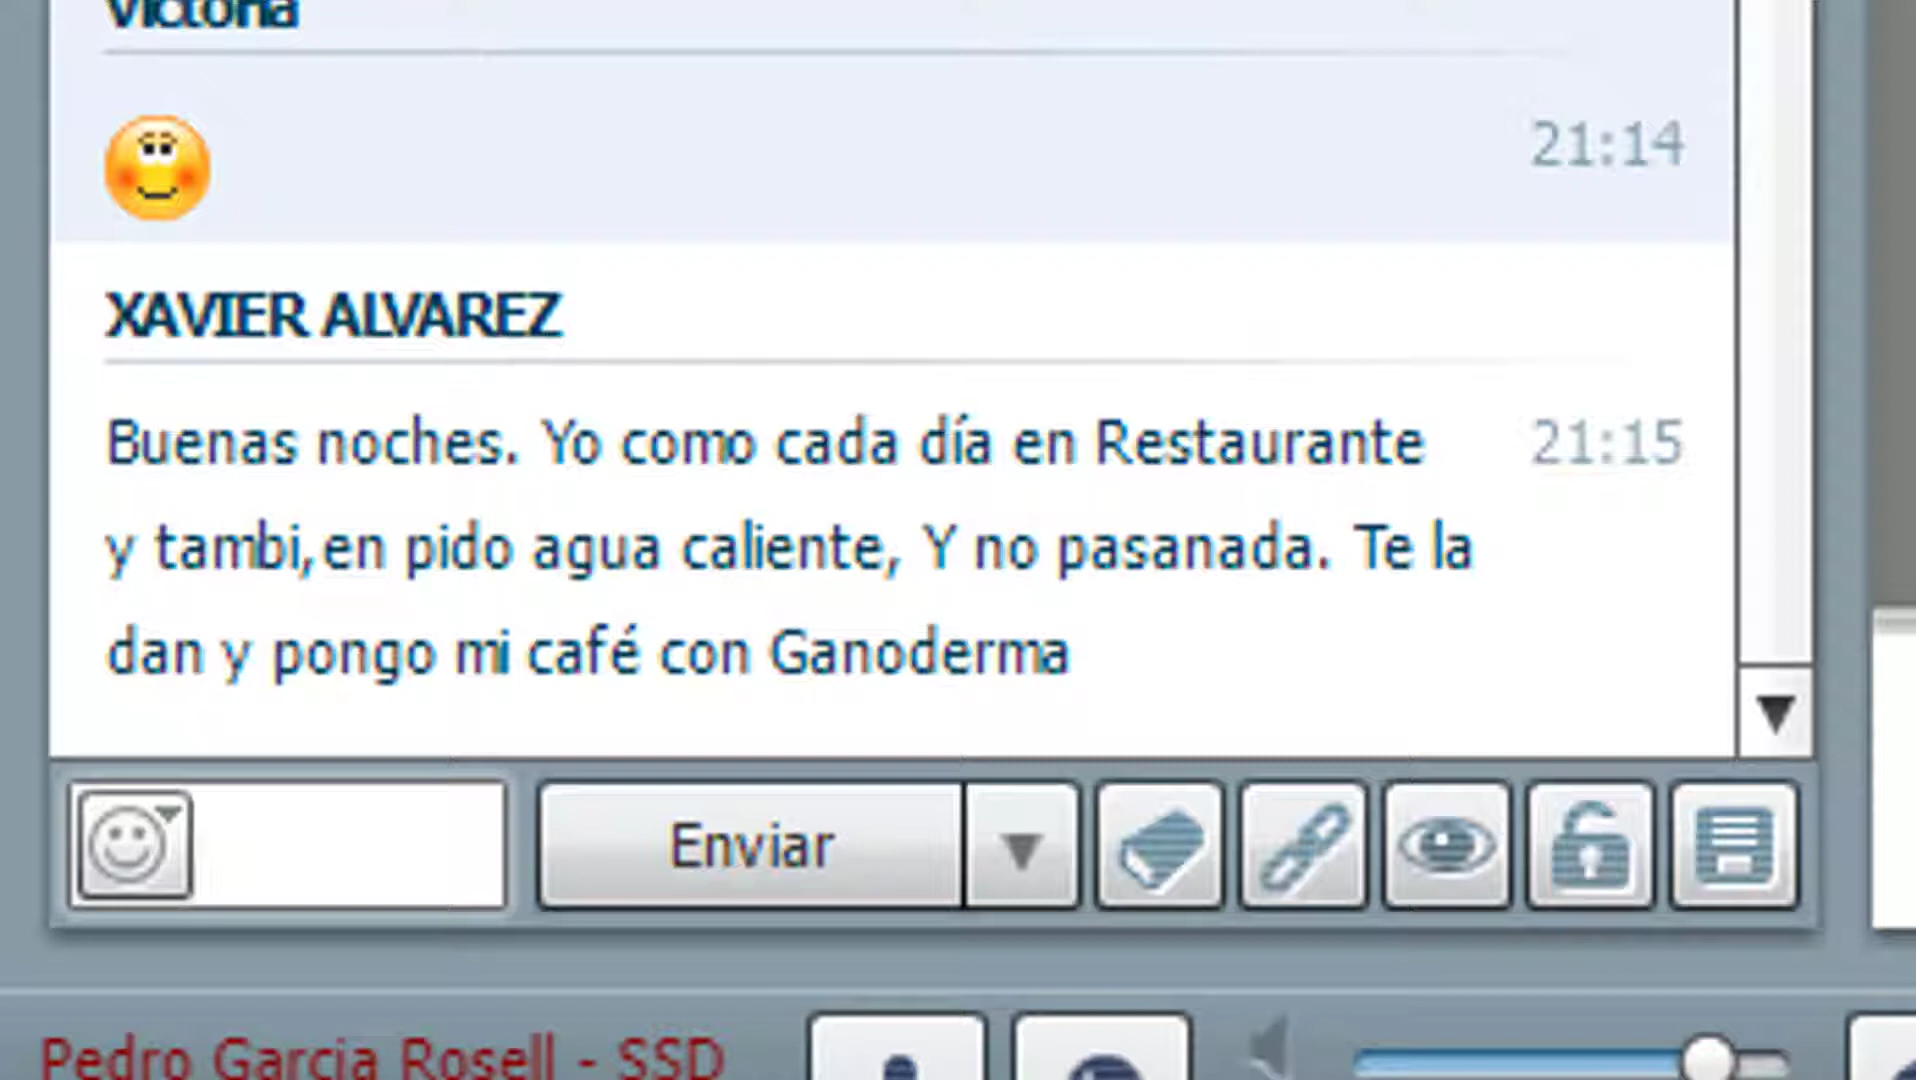 Victoria
21:14
XAVIER ALVAREZ
Buenas noches. Yo como cada día en Restaurante 21:15
y tambi,en pido agua caliente, Y no pasanada. Te la
dan y pongo mi café con Ganoderma
Enviar
Pedro Garcia Rosell - SSD